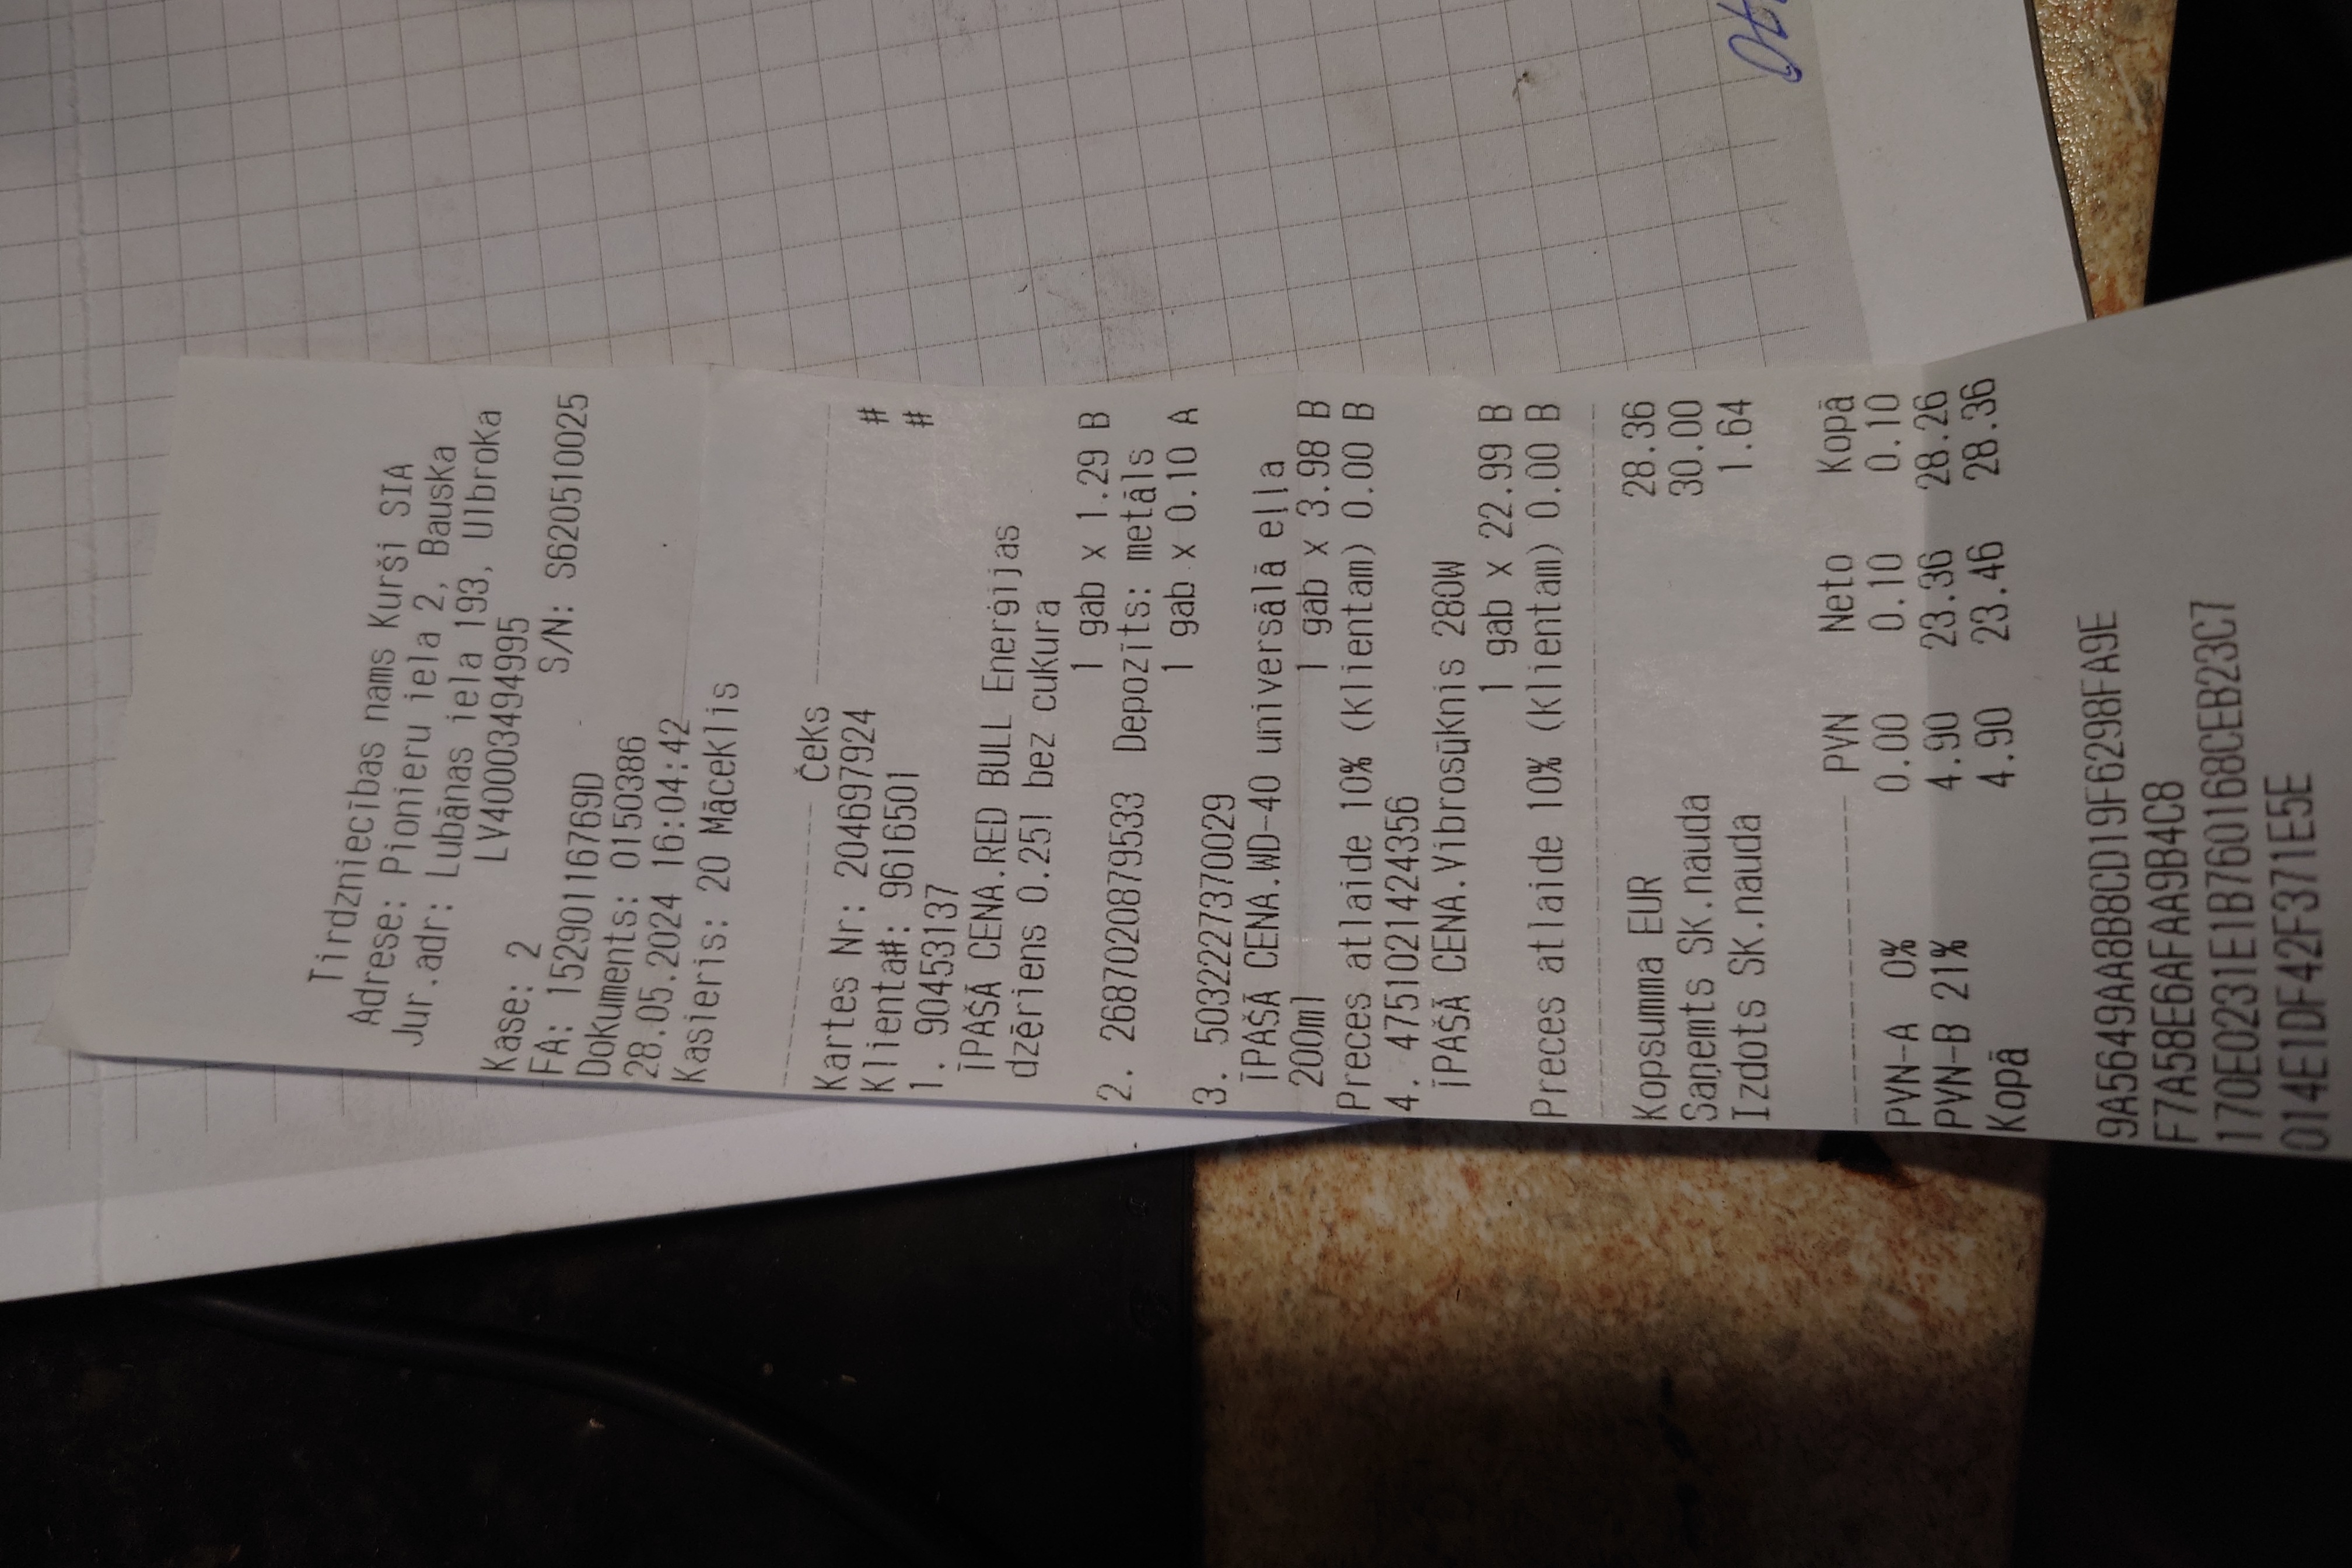 Tirdzniecības nams Kurši SIA
Adrese: Pionieru iela 2, Bauska
Jur.adr: Lubānas iela 193, Ulbroka
LV40003494995
Kase: 2 S/N: S620510025
FA: 15290116769D
Dokuments: 0150386
28.05.2024 16:04:42
Kasieris: 20 Māceklis
Čeks
Kartes Nr: 204697924 #
Klienta#: 9616501 #
1. 90453137
ĪPAŠĀ CENA.RED BULL Enerģijas
dzēriens 0.25l bez cukura
1 gab x 1.29 B
2. 2687020879533 Depozīts: metāls
1 gab x 0.10 A
3. 5032227370029
ĪPAŠĀ CENA.WD-40 universālā eļļa
200ml
1 gab x 3.98 B
Preces atlaide 10% (klientam) 0.00 B
4. 4751021424356
ĪPAŠĀ CENA.Vibrosūknis 280W
1 gab x 22.99 B
Preces atlaide 10% (klientam) 0.00 B
Kopsumma EUR 28.36
Saņemts SK.nauda 30.00
Izdots SK.nauda 1.64
PVN Neto Kopā
PVN-A 0% 0.00 0.10 0.10
PVN-B 21% 4.90 23.36 28.26
Kopā 4.90 23.46 28.36
9A5649AA8B8CD19F6298FA9E
F7A58E6AFAA9B4C8
170E0231E1B760168CEB23C7
014E1DF42F371E5E